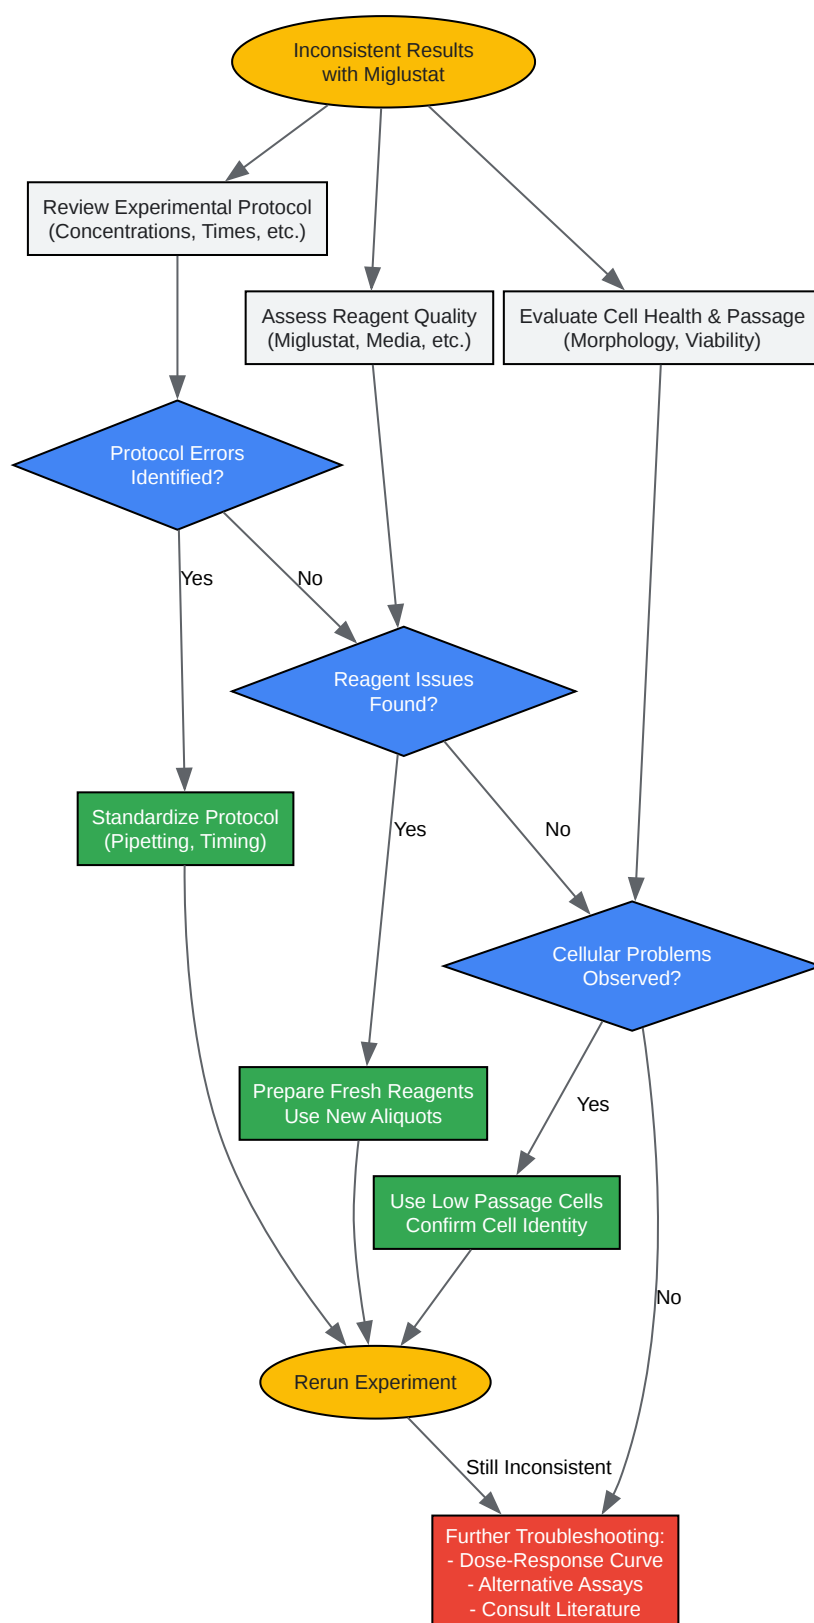 Inconsistent Results
with Miglustat
Review Experimental Protocol
(Concentrations, Times, etc.)
Assess Reagent Quality
(Miglustat, Media, etc.)
Evaluate Cell Health & Passage
(Morphology, Viability)
Protocol Errors
Identified?
Yes
No
Reagent Issues
Found?
Standardize Protocol
(Pipetting, Timing)
Yes
No
Cellular Problems
Observed?
Prepare Fresh Reagents
Use New Aliquots
Yes
Use Low Passage Cells
Confirm Cell Identity
No
Rerun Experiment
Still Inconsistent
Further Troubleshooting:
- Dose-Response Curve
- Alternative Assays
- Consult Literature